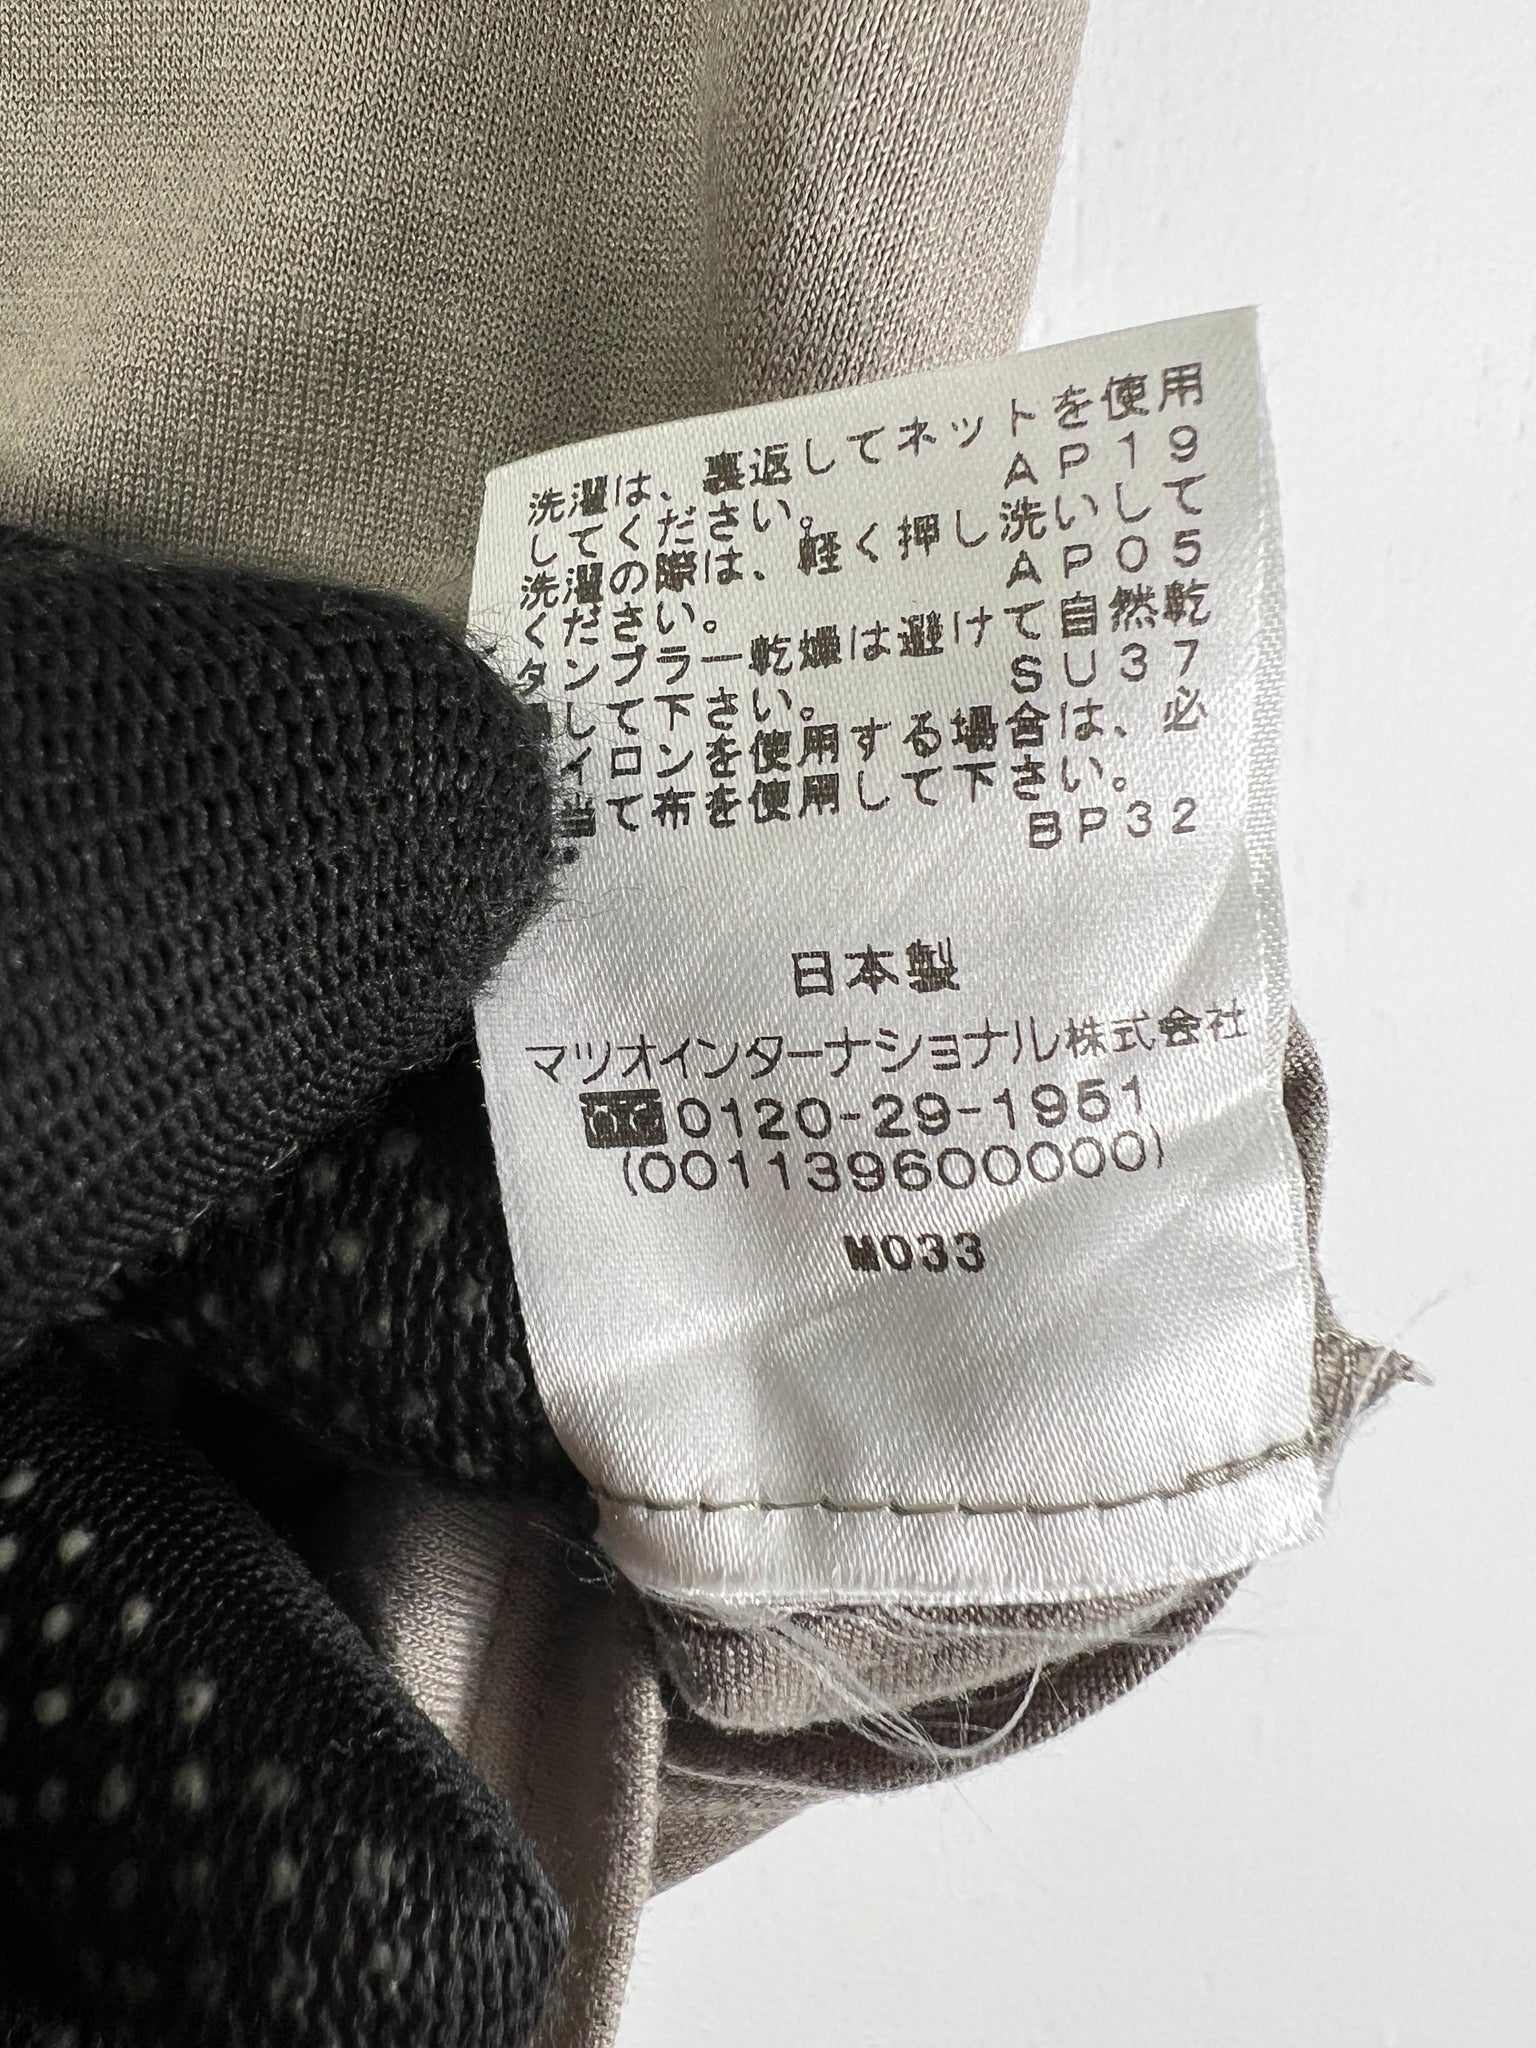 洗濯は、裏返してネットを使用
してください。 AP19
洗濯の際は、軽く押し洗いして
ください。 AP05
タンブラー乾燥は避けて自然乾
して下さい。 SU37
イロンを使用する場合は、必
当て布を使用して下さい。
BP32
日本製
マツオインターナショナル株式会社
0120-29-1951
(001139600000)
M033